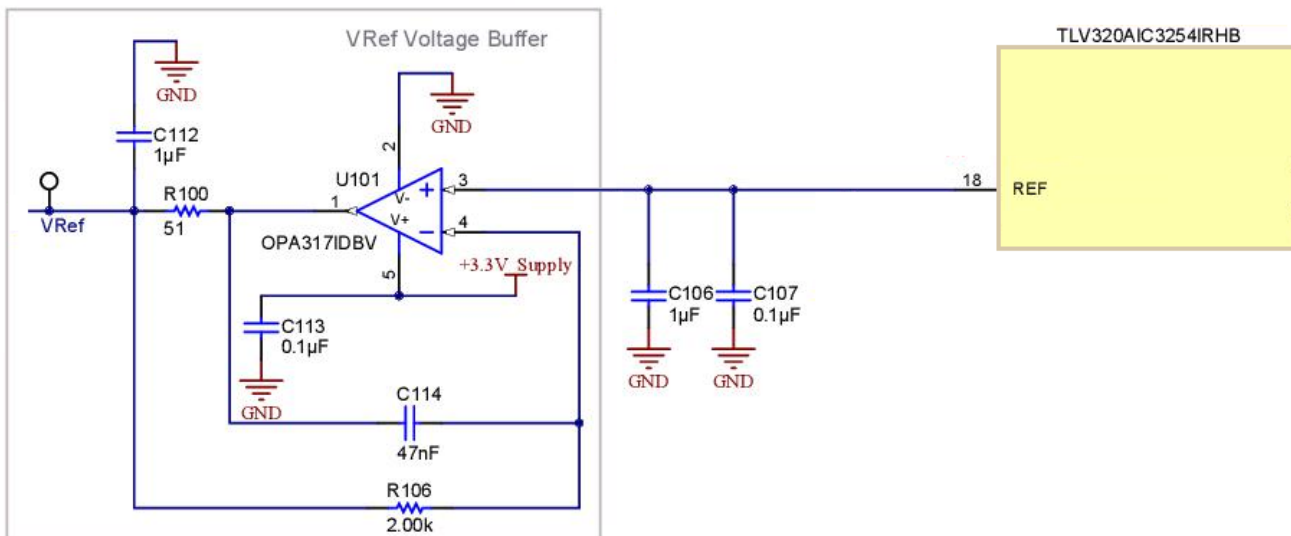 VRef Voltage Buffer
TLV320AIC3254IRHB
GND
GND
C112
1µF
2
U101
V-
+
3
18
REF
R100
1
VRef
51
V+
−
4
OPA317IDBV
5
+3.3V_Supply
C113
0.1µF
GND
C106
1µF
GND
C107
0.1µF
GND
C114
47nF
R106
2.00k